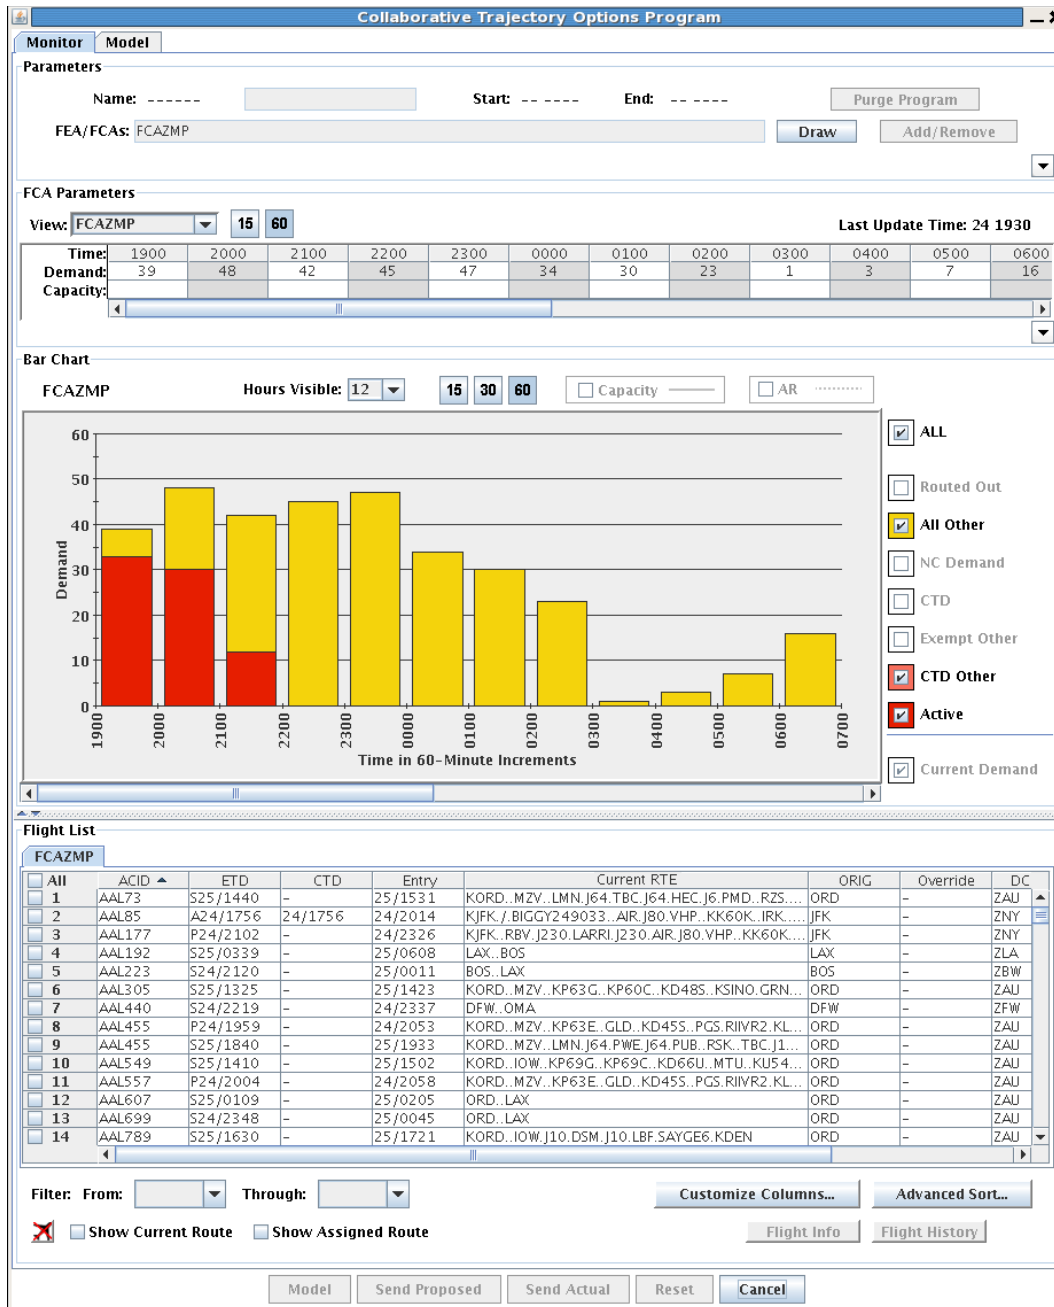 Collaborative Trajectory Options Program
Monitor Model
Parameters
Name: ------ Start: -- ---- End: -- ---- Purge Program
FEA/FCAs: FCAZMP Draw Add/Remove
FCA Parameters
View: FCAZMP 15 60 Last Update Time: 24 1930
Time: 1900 2000 2100 2200 2300 0000 0100 0200 0300 0400 0500 0600
Demand: 39 48 42 45 47 34 30 23 1 3 7 16
Capacity:
Bar Chart
FCAZMP Hours Visible: 12 15 30 60 Capacity AR
60
50
40
30
20
10
0
Demand
1900 2000 2100 2200 2300 0000 0100 0200 0300 0400 0500 0600 0700
Time in 60-Minute Increments
ALL
Routed Out
All Other
NC Demand
CTD
Exempt Other
CTD Other
Active
Current Demand
Flight List
FCAZMP
All ACID ETD CTD Entry Current RTE ORIG Override DC
1 AAL73 S25/1440 - 25/1531 KORD..MZV..LMN.J64.TBC.J64.HEC.J6.PMD..RZS.... ORD - ZAU
2 AAL85 A24/1756 24/1756 24/2014 KJFK./.BIGGY249033..AIR.J80.VHP..KK60K..IRK.... JFK - ZNY
3 AAL177 P24/2102 - 24/2326 KJFK..RBV.J230.LARRI.J230.AIR.J80.VHP..KK60K.... JFK - ZNY
4 AAL192 S25/0339 - 25/0608 LAX..BOS LAX - ZLA
5 AAL223 S24/2120 - 25/0011 BOS..LAX BOS - ZBW
6 AAL305 S25/1325 - 25/1423 KORD..MZV..KP63G..KP60C..KD48S..KSINO.GRN... ORD - ZAU
7 AAL440 S24/2219 - 24/2337 DFW..OMA DFW - ZFW
8 AAL455 P24/1959 - 24/2053 KORD..MZV..KP63E..GLD..KD45S..PGS.RIIVR2.KL... ORD - ZAU
9 AAL455 S25/1840 - 25/1933 KORD..MZV..LMN.J64.PWE.J64.PUB..RSK..TBC.J1... ORD - ZAU
10 AAL549 S25/1410 - 25/1502 KORD..IOW..KP69G..KP69C..KD66U..MTU..KU54... ORD - ZAU
11 AAL557 P24/2004 - 24/2058 KORD..MZV..KP63E..GLD..KD45S..PGS.RIIVR2.KL... ORD - ZAU
12 AAL607 S25/0109 - 25/0205 ORD..LAX ORD - ZAU
13 AAL699 S24/2348 - 25/0045 ORD..LAX ORD - ZAU
14 AAL789 S25/1630 - 25/1721 KORD..IOW.J10.DSM.J10.LBF.SAYGE6.KDEN ORD - ZAU
Filter: From: Through: Customize Columns... Advanced Sort...
Show Current Route Show Assigned Route Flight Info Flight History
Model Send Proposed Send Actual Reset Cancel